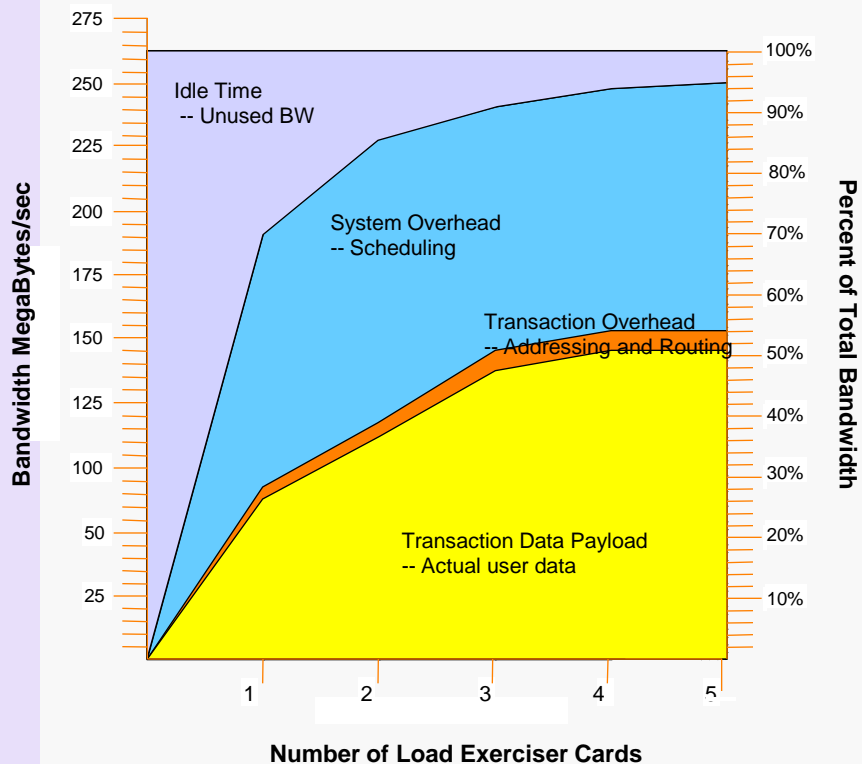 275
250
225
200
175
150
125
100
50
25
Bandwidth MegaBytes/sec
100%
90%
80%
70%
60%
50%
40%
30%
20%
10%
Percent of Total Bandwidth
Idle Time
-- Unused BW
System Overhead
-- Scheduling
Transaction Overhead
-- Addressing and Routing
Transaction Data Payload
-- Actual user data
1 2 3 4 5
Number of Load Exerciser Cards